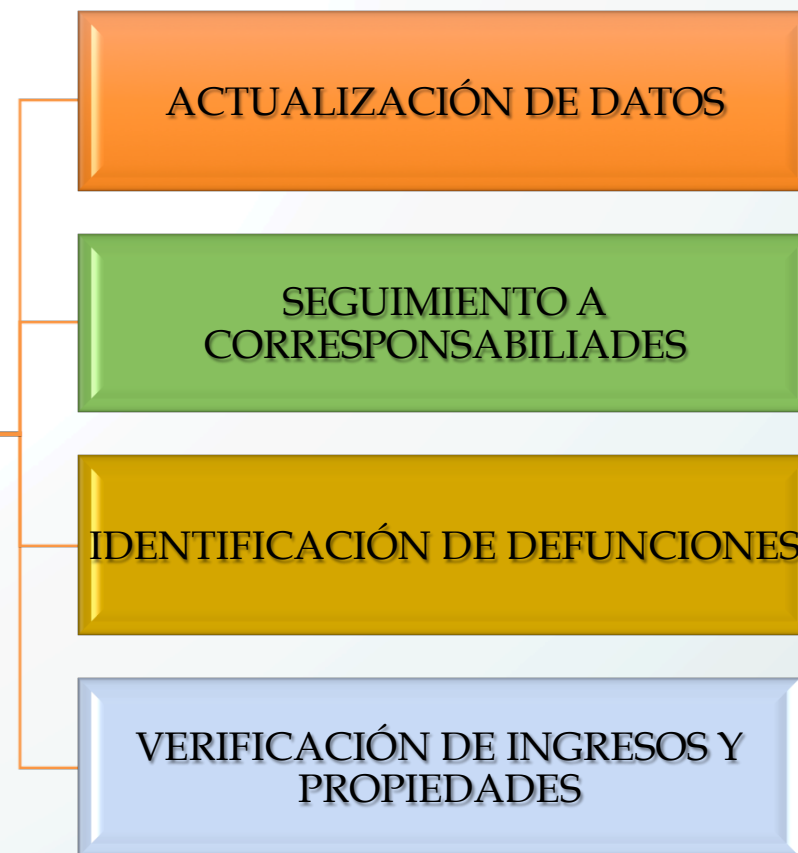 ACTUALIZACIÓN DE DATOS
SEGUIMIENTO A
CORRESPONSABILIADES
IDENTIFICACIÓN DE DEFUNCIONES
VERIFICACIÓN DE INGRESOS Y
PROPIEDADES